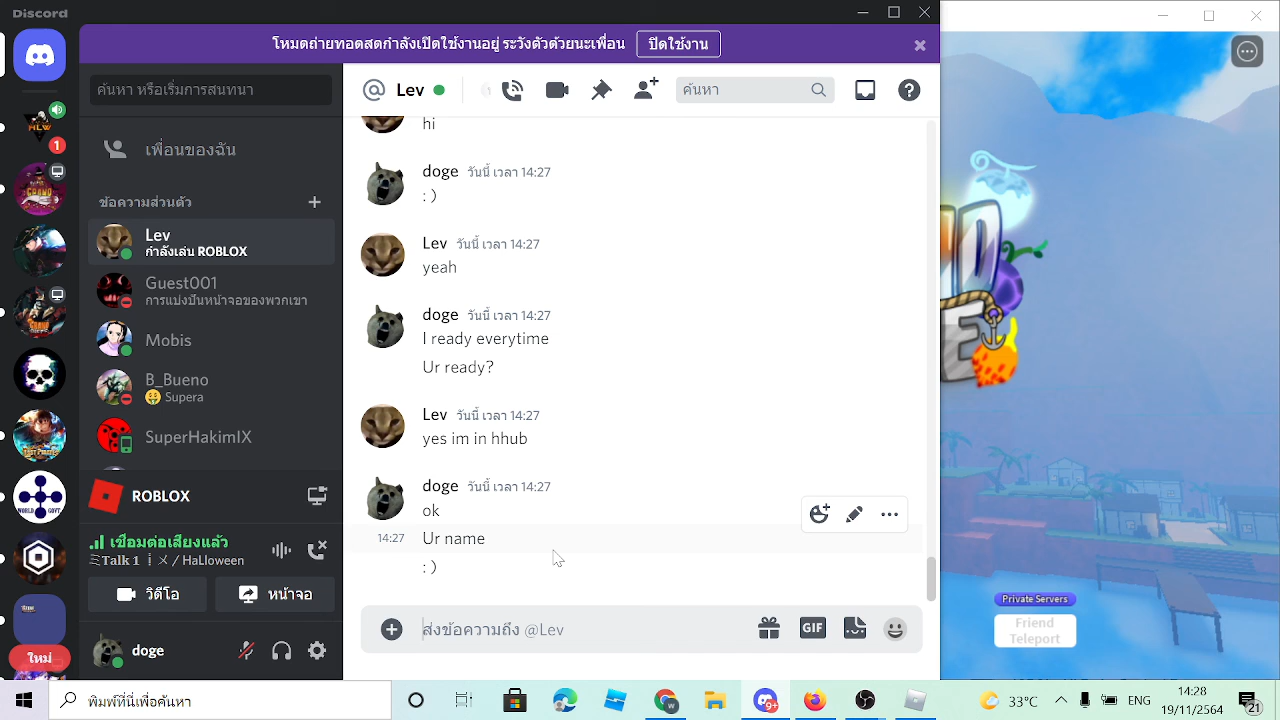 Discord
โหมดถ่ายทอดสดกำลังเปิดใช้งานอยู่ ระวังตัวด้วยนะเพื่อน
ปิดใช้งาน
ค้นหา หรือเริ่มการสนทนา
Lev
ค้นหา
HLW
1
เพื่อนของฉัน
ข้อความส่วนตัว
Lev
กำลังเล่น ROBLOX
Guest001
การแบ่งปันหน้าจอของพวกเขา
Mobis
B_Bueno
Supera
SuperHakimIX
ROBLOX
เชื่อมต่อเสียงแล้ว
Talk 1 / Halloween
วิดีโอ
หน้าจอ
doge
ใหม่
WORLD GOVT
hi
doge วันนี้ เวลา 14:27
: )
Lev วันนี้ เวลา 14:27
yeah
doge วันนี้ เวลา 14:27
I ready everytime
Ur ready?
Lev วันนี้ เวลา 14:27
yes im in hhub
doge วันนี้ เวลา 14:27
ok
14:27 Ur name
: )
ส่งข้อความถึง @Lev
GIF
Private Servers
Friend
Teleport
พิมพ์ที่นี่เพื่อค้นหา
W
9+
33°C
ENG
14:28
19/11/2564
21